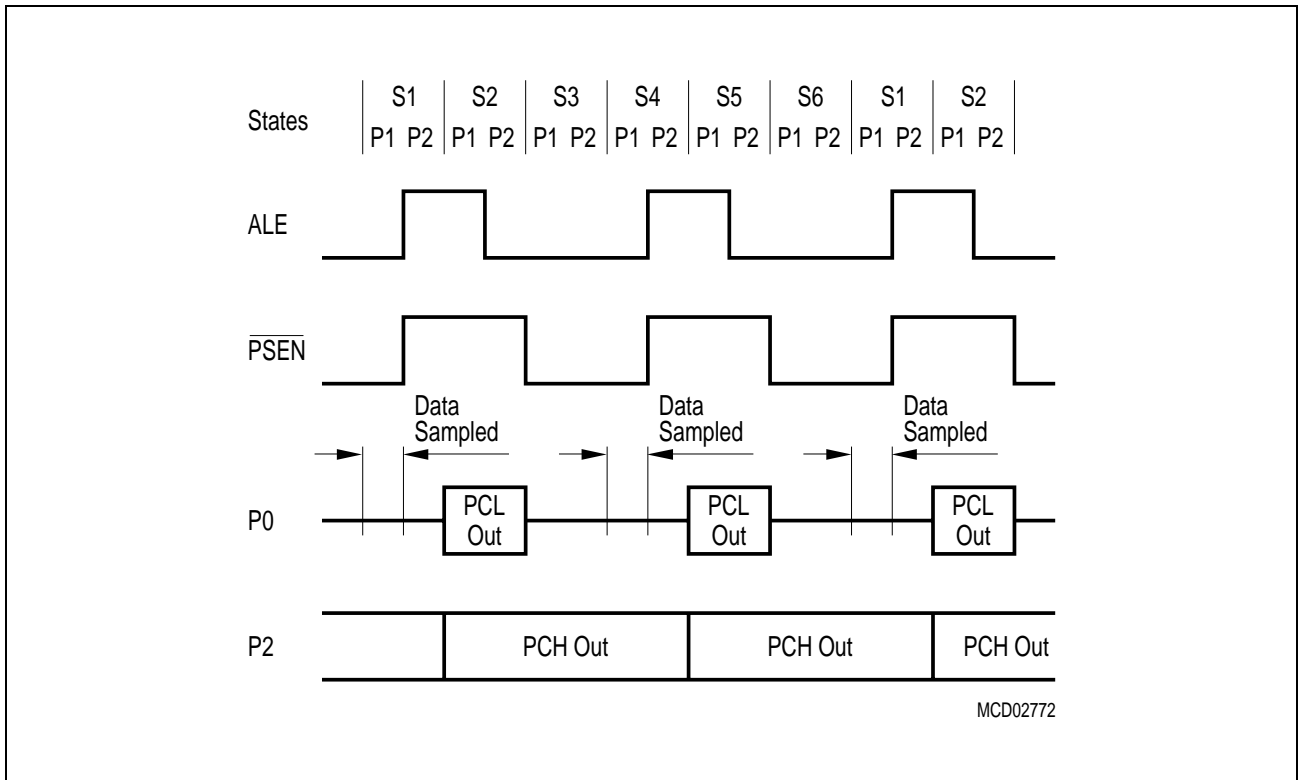 S1 S2 S3 S4 S5 S6 S1 S2
States
P1 P2 P1 P2 P1 P2 P1 P2 P1 P2 P1 P2 P1 P2 P1 P2
ALE
PSEN
Data Data Data
Sampled Sampled Sampled
PCL PCL PCL
P0
Out Out Out
P2 PCH Out PCH Out PCH Out
MCD02772